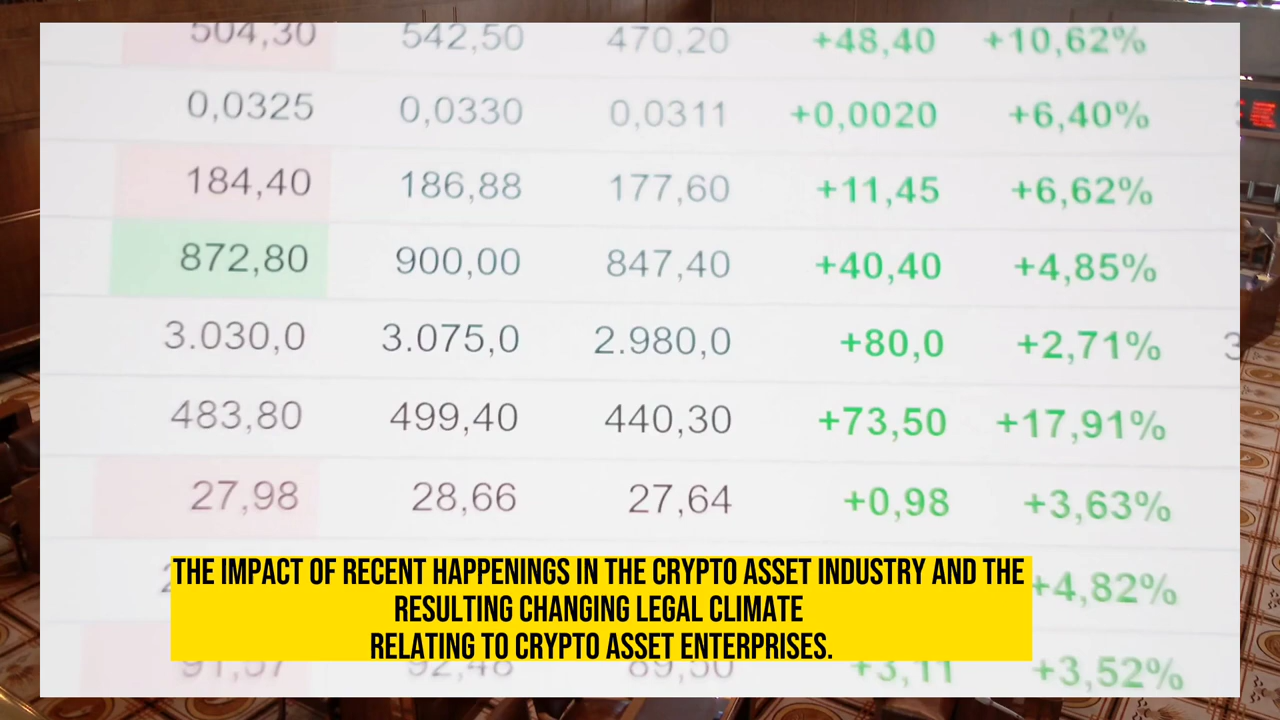 504,30 542,50 470,20 +48,40 +10,62%
0,0325 0,0330 0,0311 +0,0020 +6,40%
184,40 186,88 177,60 +11,45 +6,62%
872,80 900,00 847,40 +40,40 +4,85%
3.030,0 3.075,0 2.980,0 +80,0 +2,71%
483,80 499,40 440,30 +73,50 +17,91%
27,98 28,66 27,64 +0,98 +3,63%
THE IMPACT OF RECENT HAPPENINGS IN THE CRYPTO ASSET INDUSTRY AND THE
RESULTING CHANGING LEGAL CLIMATE
RELATING TO CRYPTO ASSET ENTERPRISES.
+4,82%
+3,11 +3,52%